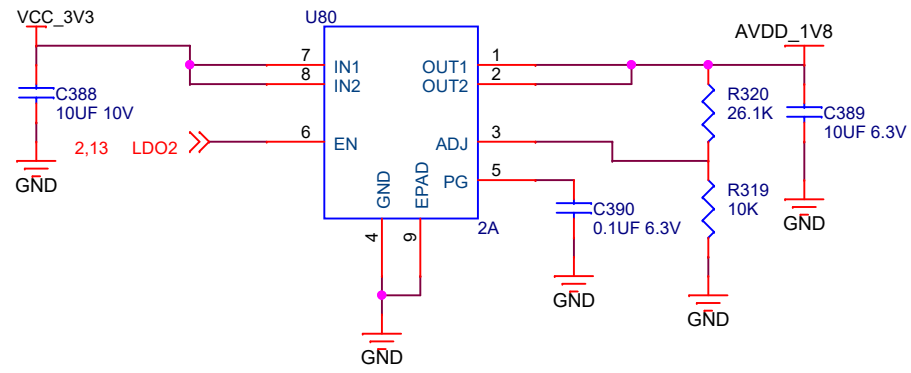 VCC_3V3
U80
AVDD_1V8
7
IN1
OUT1
1
8
IN2
OUT2
2
C388
10UF 10V
R320
26.1K
C389
10UF 6.3V
2,13
LDO2
6
EN
ADJ
3
GND
EPAD
PG
5
R319
10K
C390
0.1UF 6.3V
GND
4
9
2A
GND
GND
GND
GND